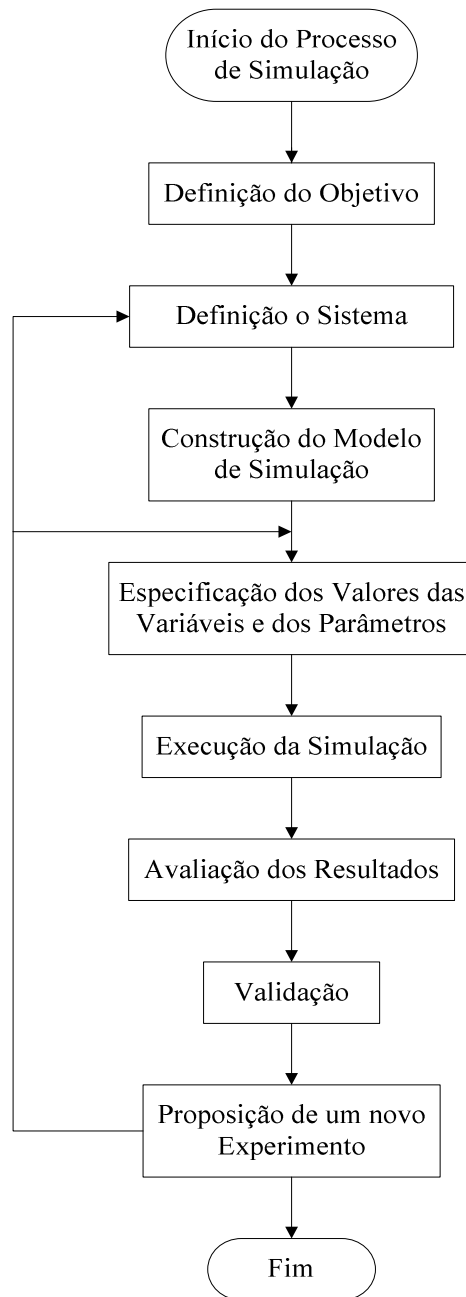 Início do Processo
de Simulação
Definição do Objetivo
Definição o Sistema
Construção do Modelo
de Simulação
Especificação dos Valores das
Variáveis e dos Parâmetros
Execução da Simulação
Avaliação dos Resultados
Validação
Proposição de um novo
Experimento
Fim